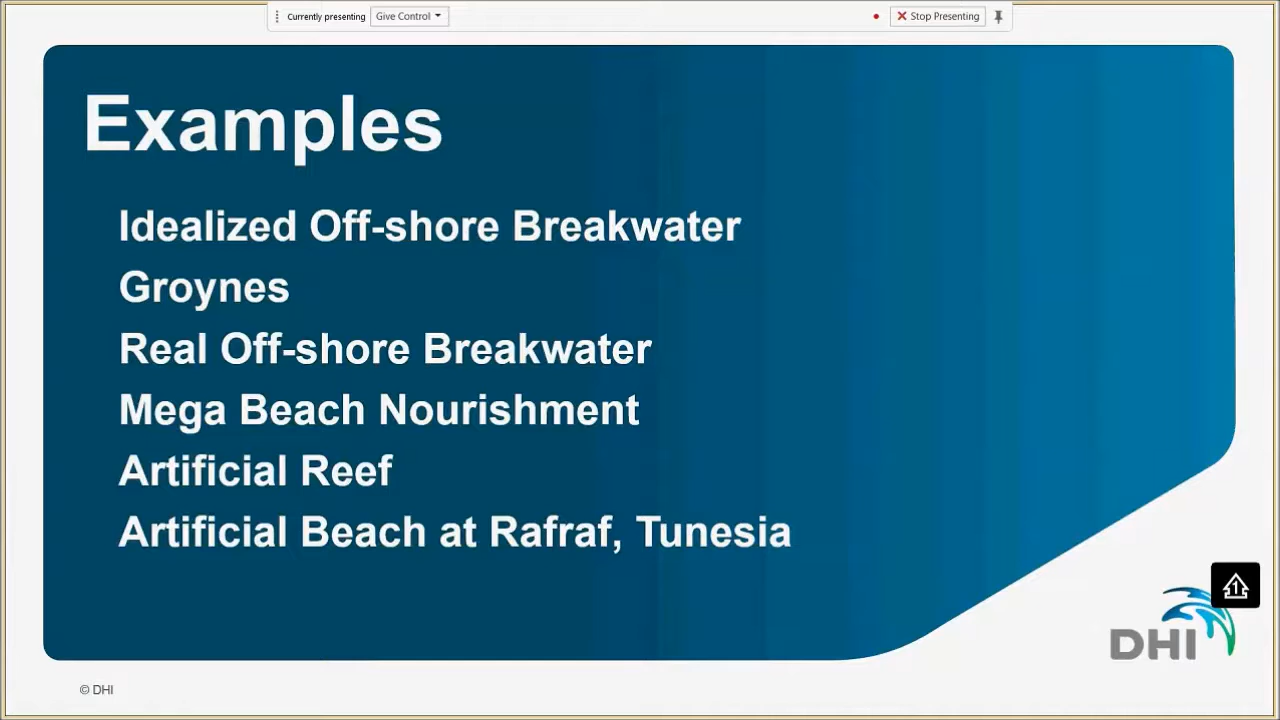 Currently presenting Give Control Stop Presenting
Examples
Idealized Off-shore Breakwater
Groynes
Real Off-shore Breakwater
Mega Beach Nourishment
Artificial Reef
Artificial Beach at Rafraf, Tunesia
1
DHI
© DHI